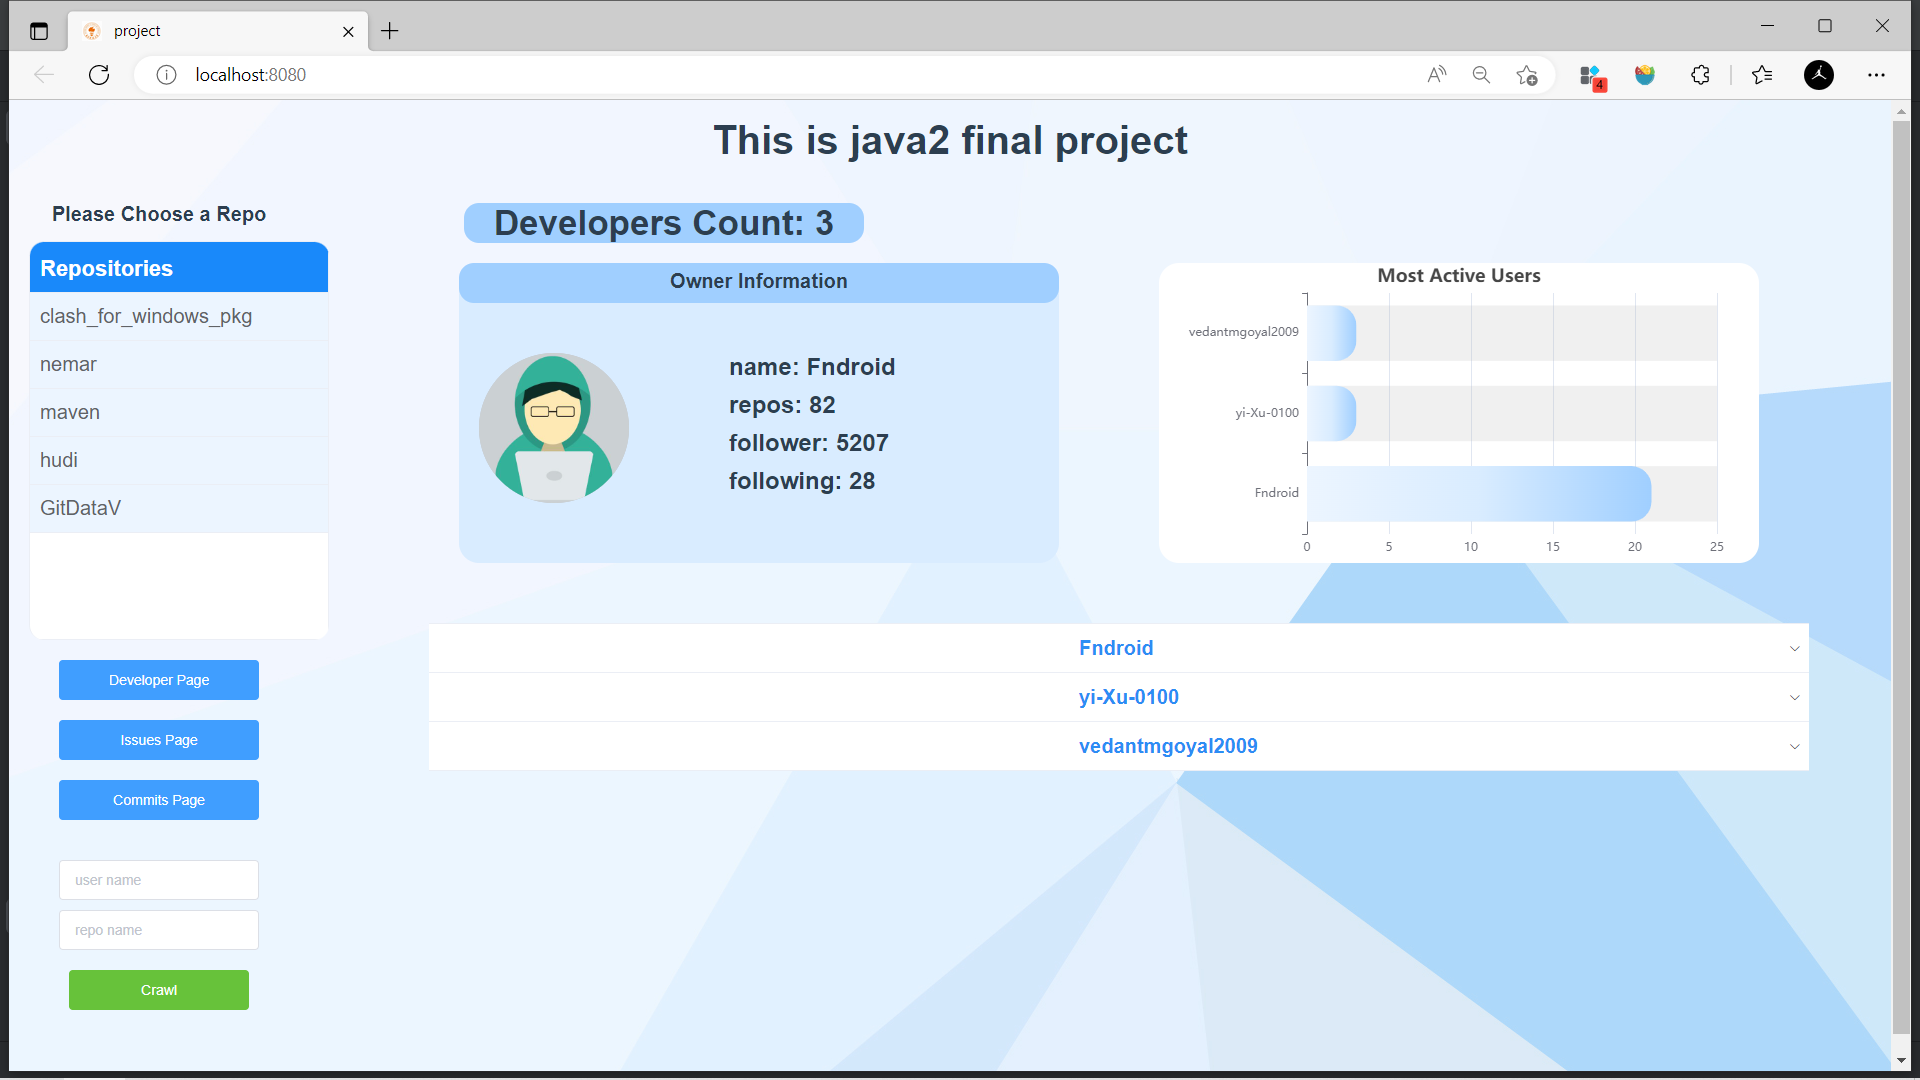 project
localhost:8080
4
This is java2 final project
Please Choose a Repo
Repositories
clash_for_windows_pkg
nemar
maven
hudi
GitDataV
Developer Page
Issues Page
Commits Page
user name
repo name
Crawl
Developers Count: 3
Owner Information
name: Fndroid
repos: 82
follower: 5207
following: 28
Most Active Users
vedantmgoyal2009
yi-Xu-0100
Fndroid
0 5 10 15 20 25
Fndroid
yi-Xu-0100
vedantmgoyal2009